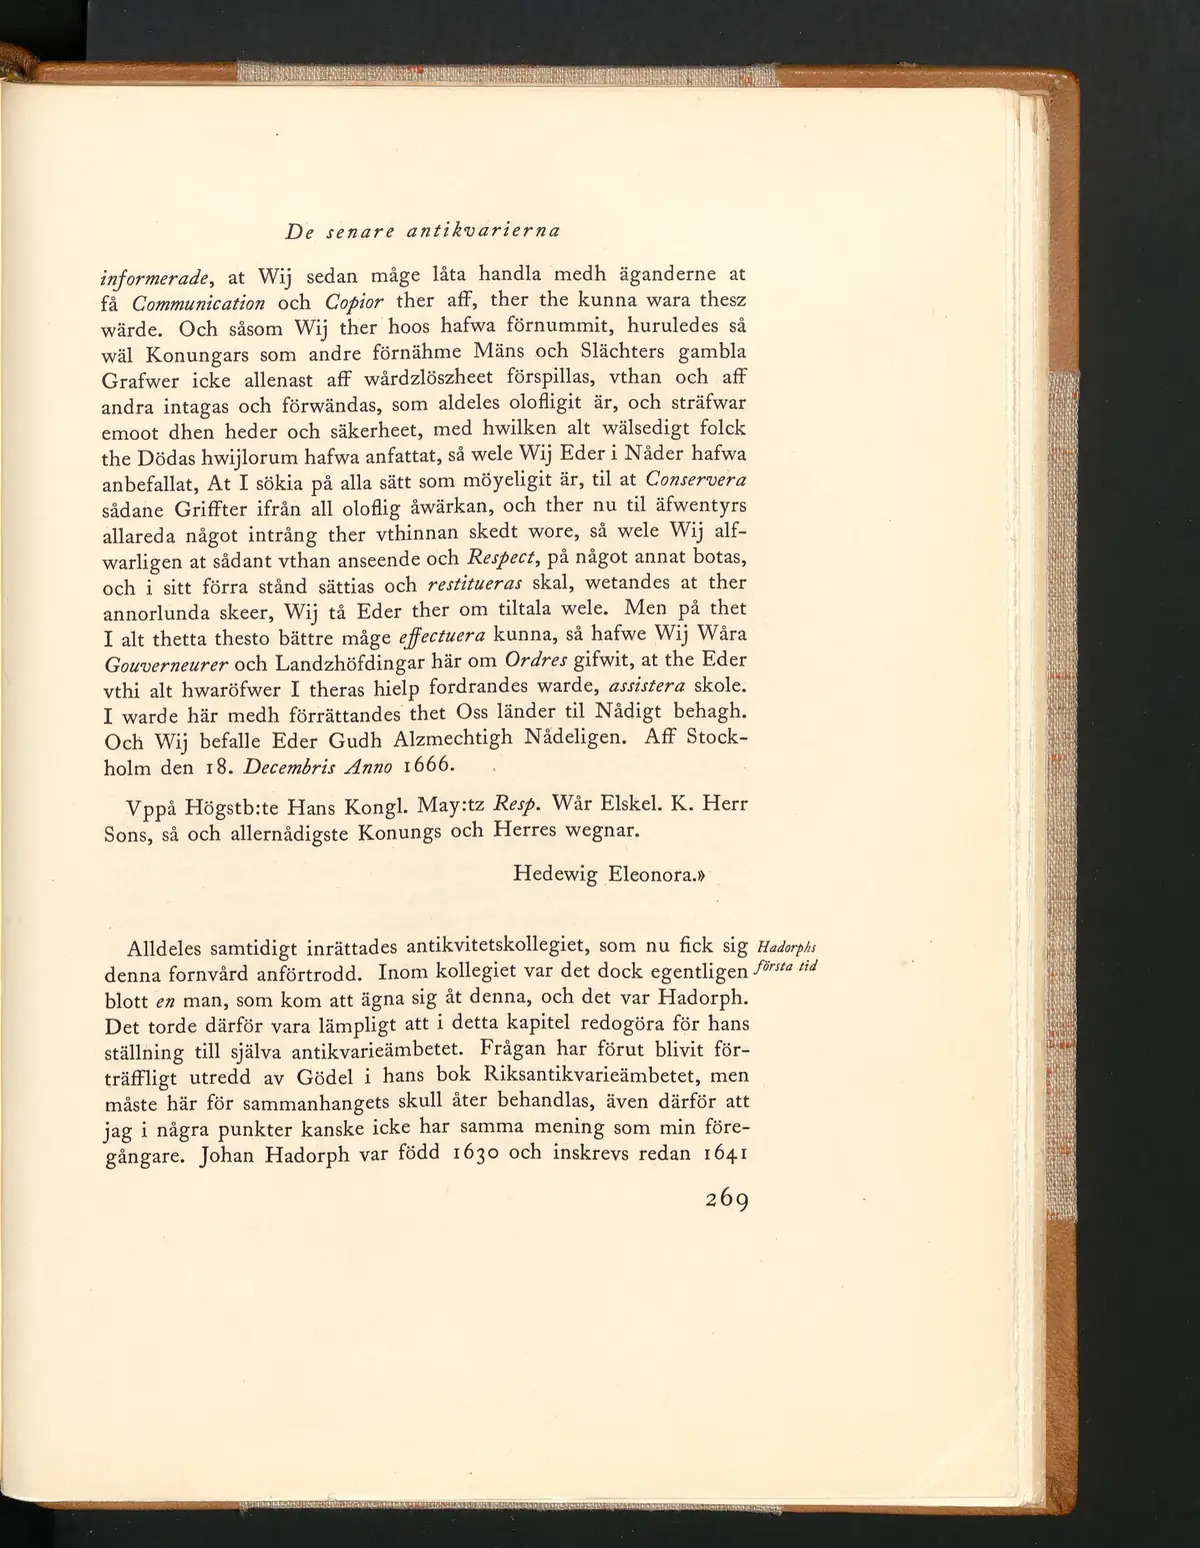 De senare antikvarierna
informerade, at Wij sedan måge låta handla medh äganderne at
få Communication och Copior ther aff, ther the kunna wara thesz
wärde. Och såsom Wij ther hoos hafwa förnummit, huruledes så
wäl Konungars som andre förnähme Mäns och Slächters gambla
Grafwer icke allenast aff wårdzlöszheet förspillas, vthan och aff
andra intagas och förwändas, som aldeles olofligit är, och sträfwar
emoot dhen heder och säkerheet, med hwilken alt wälsedigt folck
the Dödas hwijlorum hafwa anfattat, så wele Wij Eder i Nåder hafwa
anbefallat, At I sökia på alla sätt som möyeligit är, til at Conservera
sådane Griffter ifrån all oloflig åwärkan, och ther nu til äfwentyrs
allareda något intrång ther vthinnan skedt wore, så wele Wij alf-
warligen at sådant vthan anseende och Respect, på något annat botas,
och i sitt förra stånd sättias och restitueras skal, wetandes at ther
annorlunda skeer, Wij tå Eder ther om tiltala wele. Men på thet
I alt thetta thesto bättre måge effectuera kunna, så hafwe Wij Wåra
Gouverneurer och Landzhöfdingar här om Ordres gifwit, at the Eder
vthi alt hwaröfwer I theras hielp fordrandes warde, assistera skole.
I warde här medh förrättandes thet Oss länder til Nådigt behagh.
Och Wij befalle Eder Gudh Alzmechtigh Nådeligen. Aff Stock-
holm den 18. Decembris Anno 1666.
Vppå Högstb:te Hans Kongl. May:tz Resp. Wår Elskel. K. Herr
Sons, så och allernådigste Konungs och Herres wegnar.
Hedewig Eleonora.»
Alldeles samtidigt inrättades antikvitetskollegiet, som nu fick sig
denna fornvård anförtrodd. Inom kollegiet var det dock egentligen
blott en man, som kom att ägna sig åt denna, och det var Hadorph.
Det torde därför vara lämpligt att i detta kapitel redogöra för hans
ställning till själva antikvarieämbetet. Frågan har förut blivit för-
träffligt utredd av Gödel i hans bok Riksantikvarieämbetet, men
måste här för sammanhangets skull åter behandlas, även därför att
jag i några punkter kanske icke har samma mening som min före-
gångare. Johan Hadorph var född 1630 och inskrevs redan 1641
Hadorphs
första tid
269